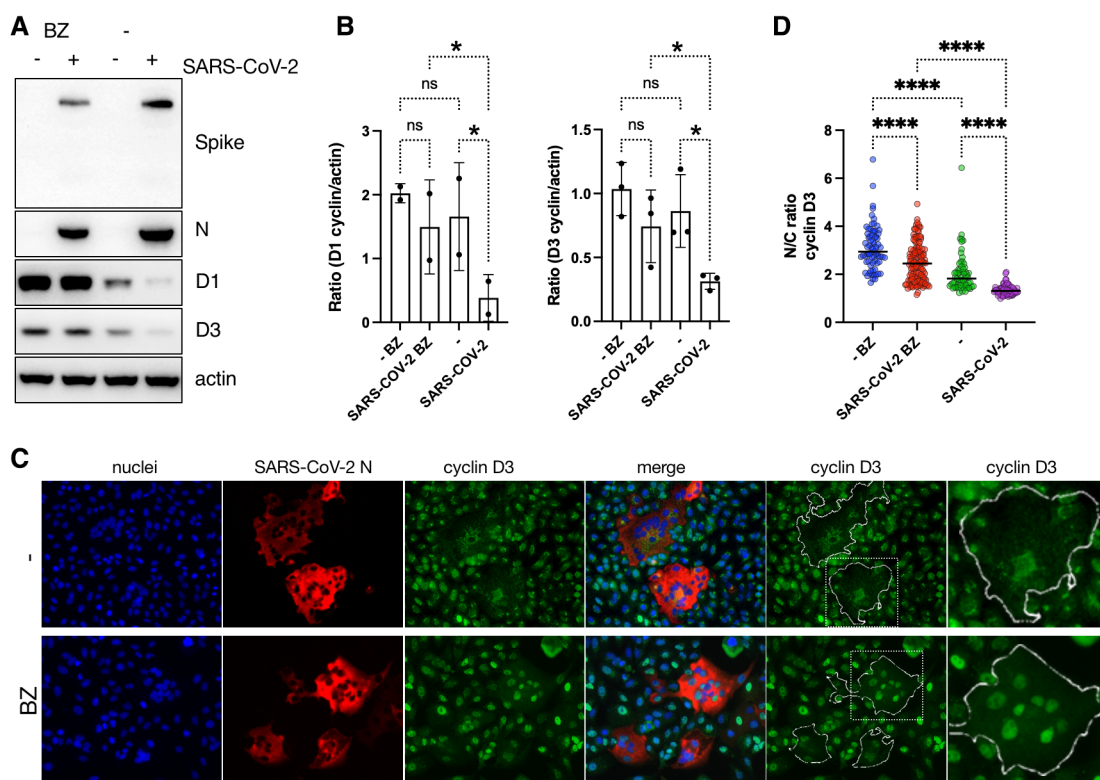 A
BZ
-
- + - +
SARS-CoV-2
Spike
N
D1
D3
actin
B
*
ns
ns
*
3
2
1
0
Ratio (D1 cyclin/actin)
- BZ
SARS-COV-2 BZ
-
SARS-COV-2
*
ns
ns
*
1.5
1.0
0.5
0.0
Ratio (D3 cyclin/actin)
- BZ
SARS-COV-2 BZ
-
SARS-COV-2
D
****
****
****
****
8
6
4
2
0
N/C ratio
cyclin D3
- BZ
SARS-CoV-2 BZ
-
SARS-CoV-2
C
nuclei
SARS-CoV-2 N
cyclin D3
merge
cyclin D3
cyclin D3
-
BZ